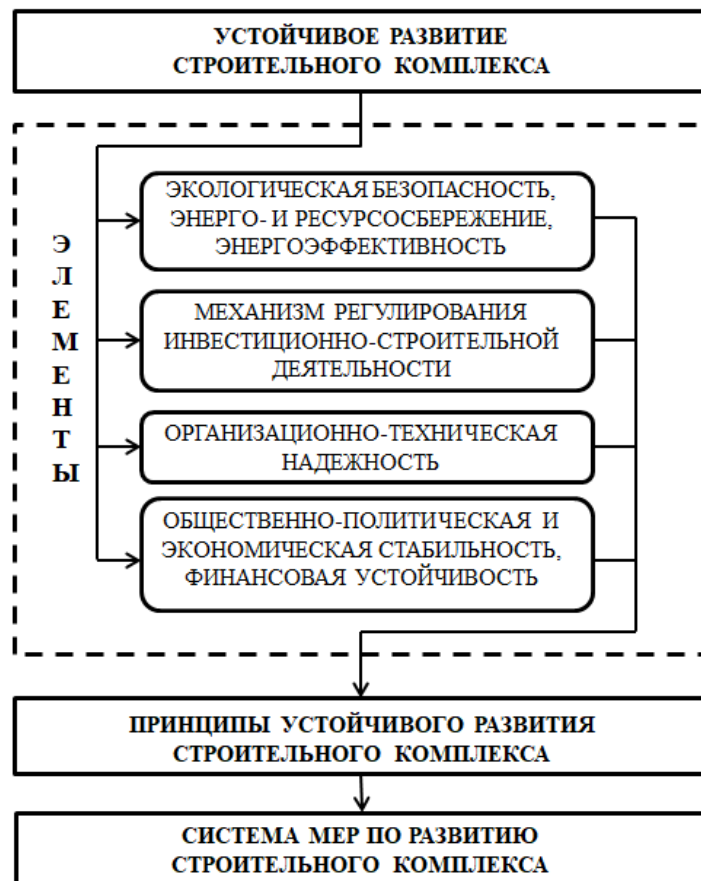 УСТОЙЧИВОЕ РАЗВИТИЕ
СТРОИТЕЛЬНОГО КОМПЛЕКСА
ЭЛЕМЕНТЫ
ЭКОЛОГИЧЕСКАЯ БЕЗОПАСНОСТЬ,
ЭНЕРГО- И РЕСУРСОСБЕРЕЖЕНИЕ,
ЭНЕРГОЭФФЕКТИВНОСТЬ
МЕХАНИЗМ РЕГУЛИРОВАНИЯ
ИНВЕСТИЦИОННО-СТРОИТЕЛЬНОЙ
ДЕЯТЕЛЬНОСТИ
ОРГАНИЗАЦИОННО-ТЕХНИЧЕСКАЯ
НАДЕЖНОСТЬ
ОБЩЕСТВЕННО-ПОЛИТИЧЕСКАЯ И
ЭКОНОМИЧЕСКАЯ СТАБИЛЬНОСТЬ,
ФИНАНСОВАЯ УСТОЙЧИВОСТЬ
ПРИНЦИПЫ УСТОЙЧИВОГО РАЗВИТИЯ
СТРОИТЕЛЬНОГО КОМПЛЕКСА
СИСТЕМА МЕР ПО РАЗВИТИЮ
СТРОИТЕЛЬНОГО КОМПЛЕКСА